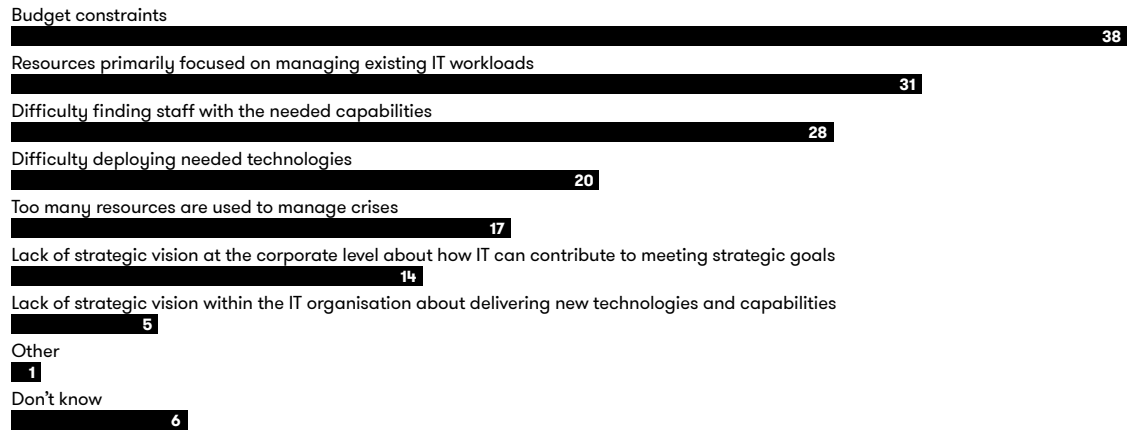 Budget constraints
38
Resources primarily focused on managing existing IT workloads
31
Difficulty finding staff with the needed capabilities
28
Difficulty deploying needed technologies
20
Too many resources are used to manage crises
17
Lack of strategic vision at the corporate level about how IT can contribute to meeting strategic goals
14
Lack of strategic vision within the IT organisation about delivering new technologies and capabilities
5
Other
1
Don’t know
6